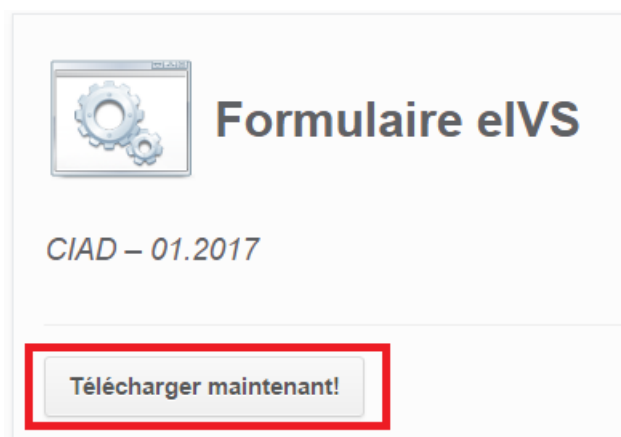 Formulaire eIVS
CIAD – 01.2017
Télécharger maintenant!